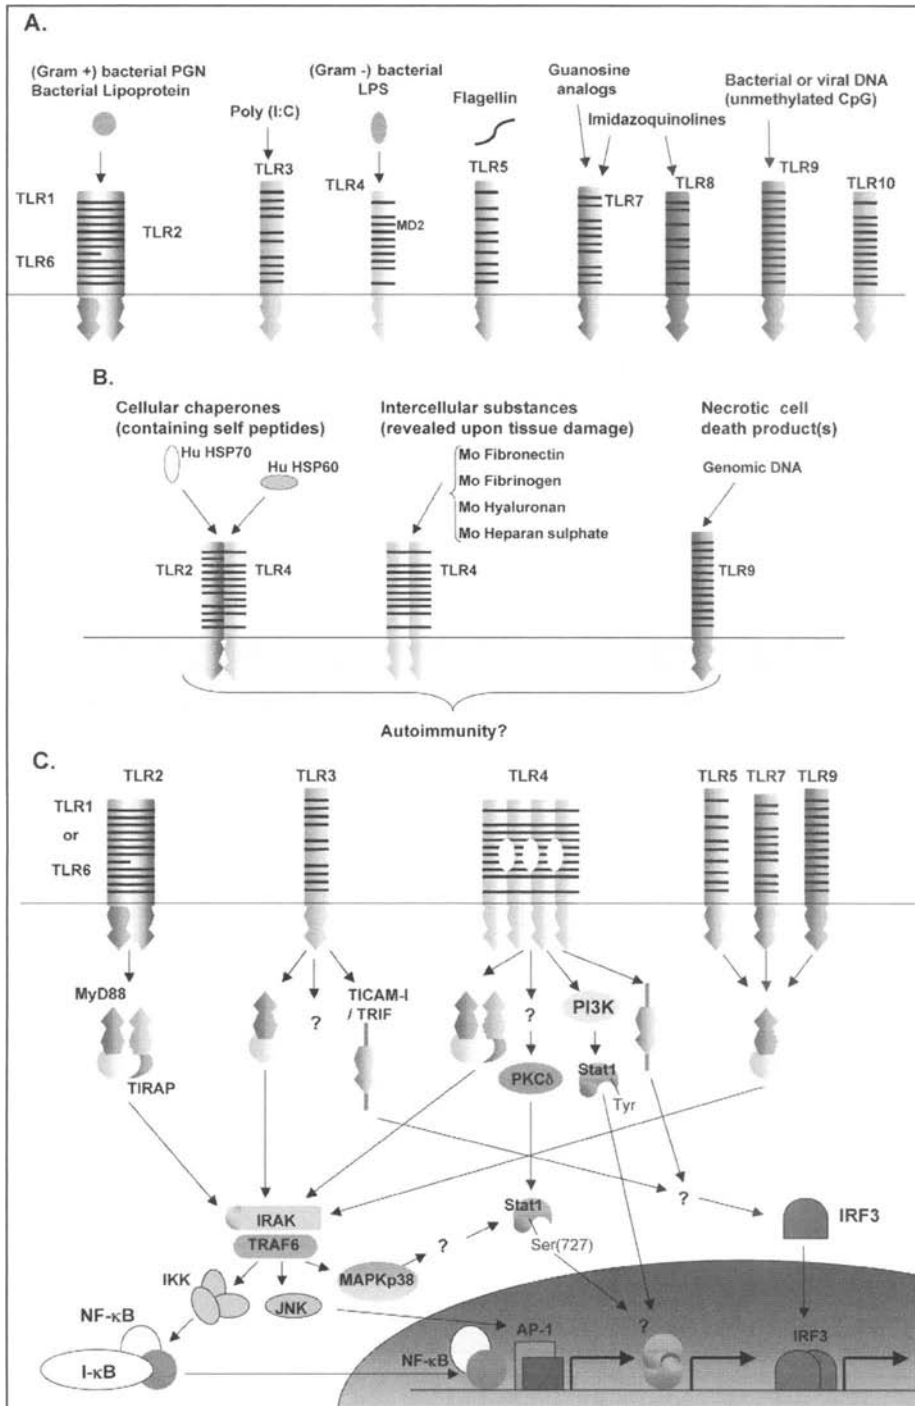 A.
(Gram +) bacterial PGN
Bacterial Lipoprotein
Poly (I:C)
(Gram -) bacterial
LPS
Flagellin
Guanosine
analogs
Imidazoquinolines
Bacterial or viral DNA
(unmethylated CpG)
TLR1
TLR2
TLR6
TLR3
TLR4
MD2
TLR5
TLR7
TLR8
TLR9
TLR10
B.
Cellular chaperones
(containing self peptides)
Hu HSP70
Hu HSP60
Intercellular substances
(revealed upon tissue damage)
Mo Fibronectin
Mo Fibrinogen
Mo Hyaluronan
Mo Heparan sulphate
Necrotic cell
death product(s)
Genomic DNA
TLR2
TLR4
TLR4
TLR9
Autoimmunity?
C.
TLR2
TLR3
TLR4
TLR5
TLR7
TLR9
TLR1
or
TLR6
MyD88
TIRAP
?
TICAM-I
/ TRIF
?
PI3K
PKCδ
Stat1
Tyr
IRAK
TRAF6
MAPKp38
?
Stat1
Ser(727)
?
IRF3
IKK
JNK
NF-κB
I-κB
NF-κB
AP-1
?
IRF3